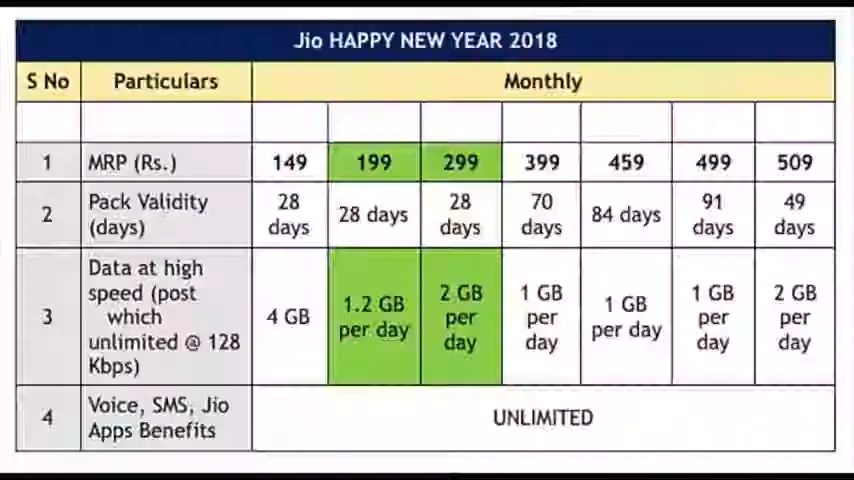 Jio HAPPY NEW YEAR 2018
S No Particulars Monthly
1 MRP (Rs.) 149 199 299 399 459 499 509
2 Pack Validity (days) 28 days 28 days 28 days 70 days 84 days 91 days 49 days
3 Data at high speed (post which unlimited @ 128 Kbps) 4 GB 1.2 GB per day 2 GB per day 1 GB per day 1 GB per day 1 GB per day 2 GB per day
4 Voice, SMS, Jio Apps Benefits UNLIMITED